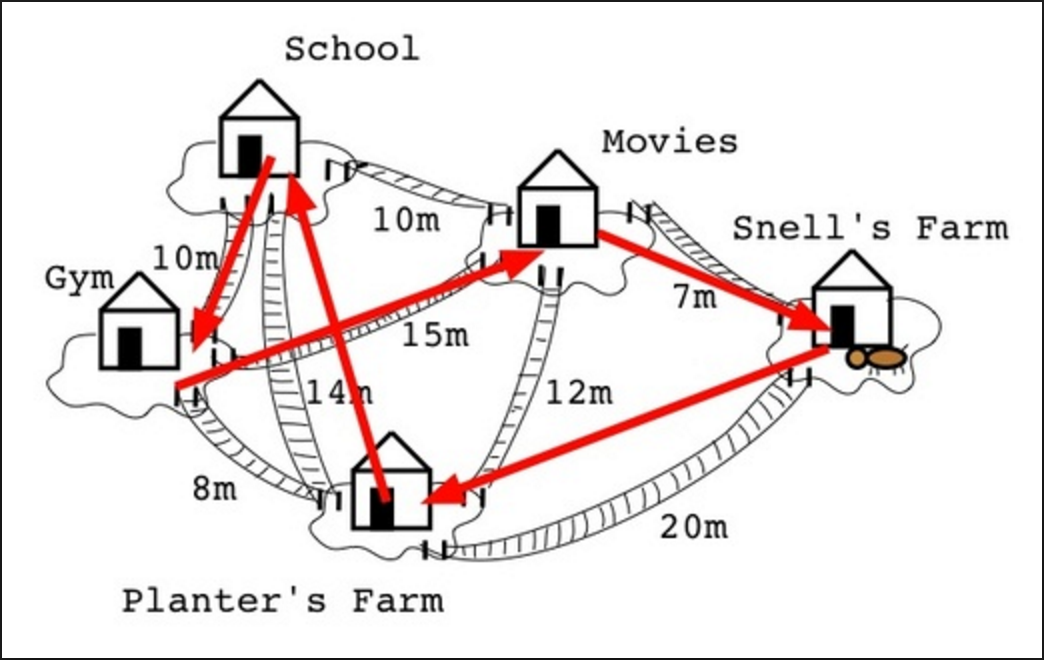 School
Movies
10m
Snell's Farm
10m
Gym
7m
15m
14m
12m
8m
20m
Planter's Farm